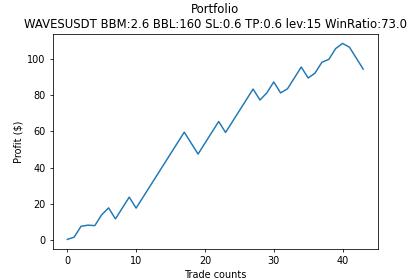 Portfolio
WAVESUSDT BBM:2.6 BBL:160 SL:0.6 TP:0.6 lev:15 WinRatio:73.0
Profit ($)
100
80
60
40
20
0
0
10
20
30
40
Trade counts